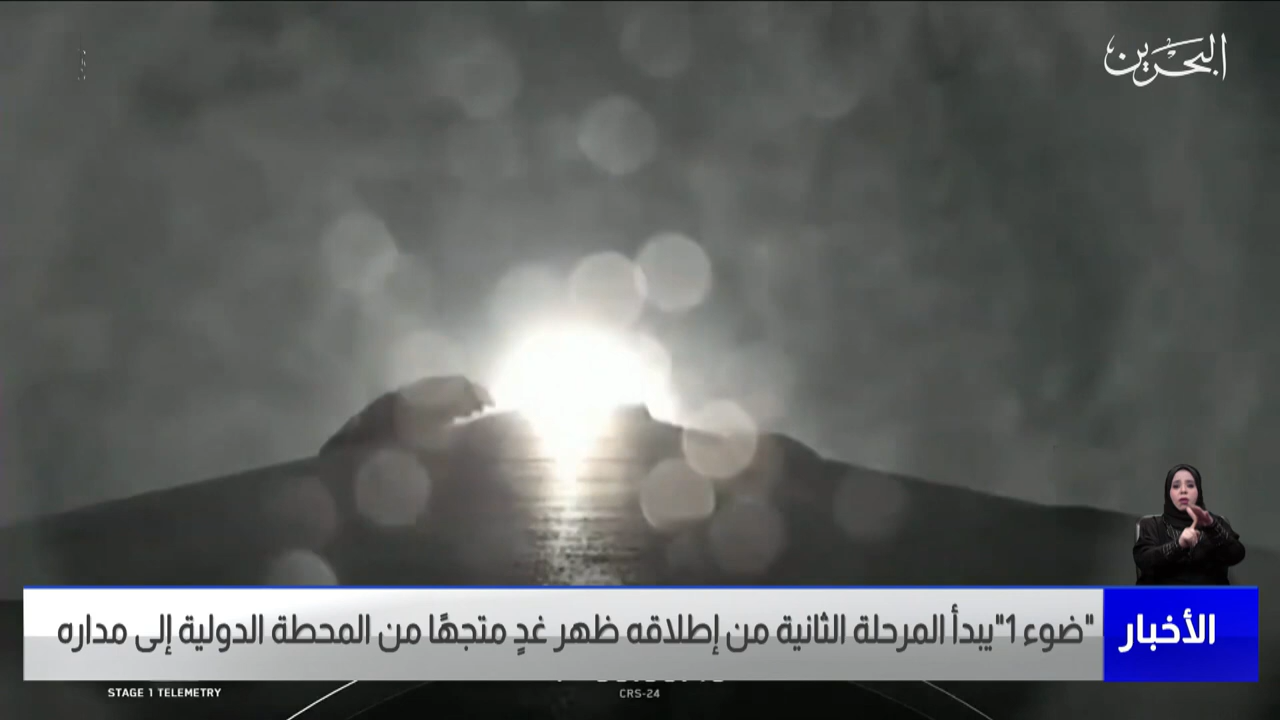 البحرين
الأخبار
"ضوء 1"يبدأ المرحلة الثانية من إطلاقه ظهر غدٍ متجهًا من المحطة الدولية إلى مداره
STAGE 1 TELEMETRY
CRS-24